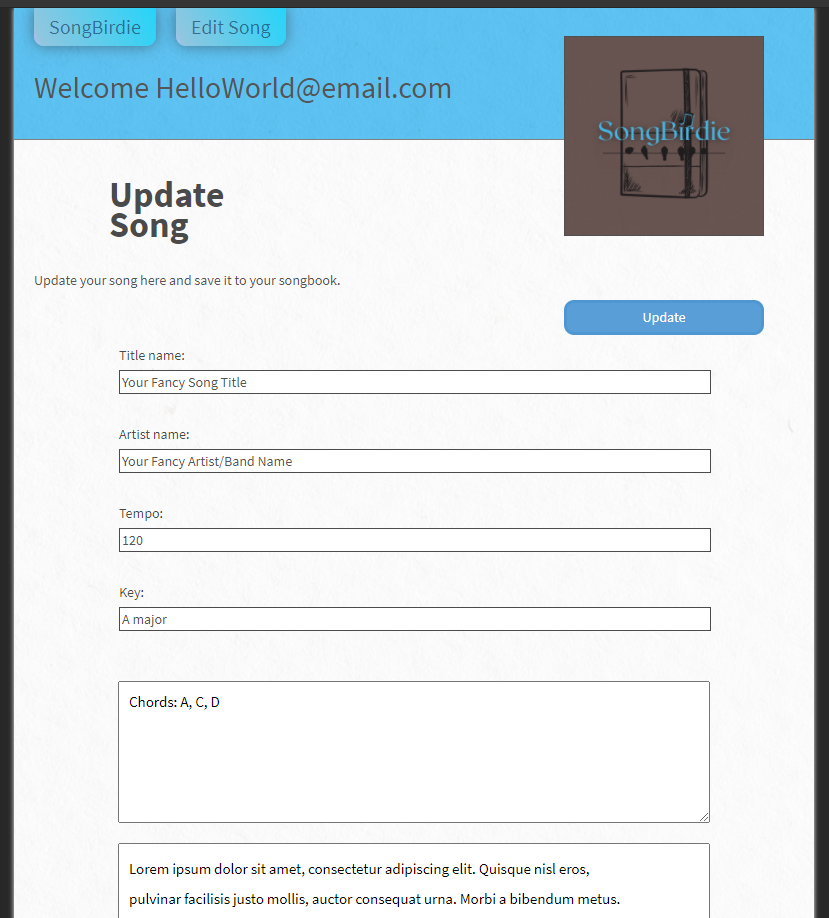 SongBirdie
Edit Song
Welcome HelloWorld@email.com
SongBirdie
Update
Song
Update your song here and save it to your songbook.
Update
Title name:
Your Fancy Song Title
Artist name:
Your Fancy Artist/Band Name
Tempo:
120
Key:
A major
Chords: A, C, D
Lorem ipsum dolor sit amet, consectetur adipiscing elit. Quisque nisl eros,
pulvinar facilisis justo mollis, auctor consequat urna. Morbi a bibendum metus.